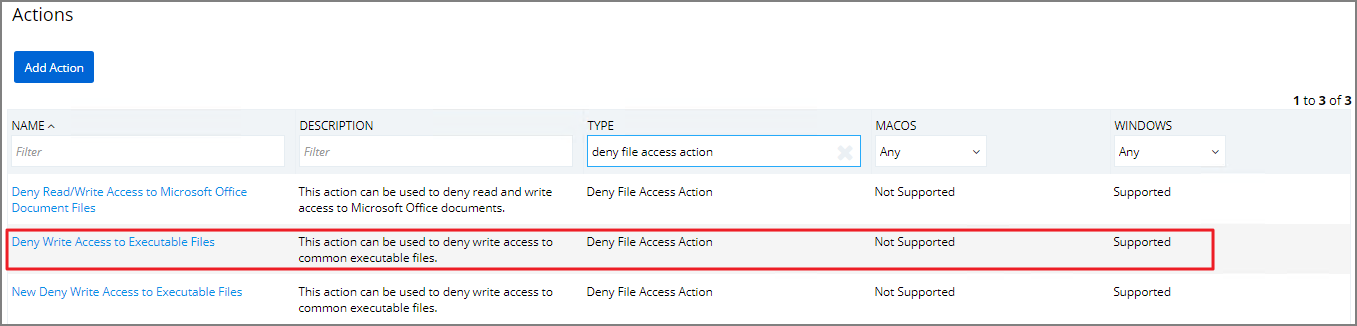 Actions
Add Action
1 to 3 of 3
NAME DESCRIPTION TYPE MACOS WINDOWS
Filter Filter deny file access action Any Any
Deny Read/Write Access to Microsoft Office This action can be used to deny read and write Deny File Access Action Not Supported Supported
Document Files access to Microsoft Office documents.
Deny Write Access to Executable Files This action can be used to deny write access to Deny File Access Action Not Supported Supported
common executable files.
New Deny Write Access to Executable Files This action can be used to deny write access to Deny File Access Action Not Supported Supported
common executable files.